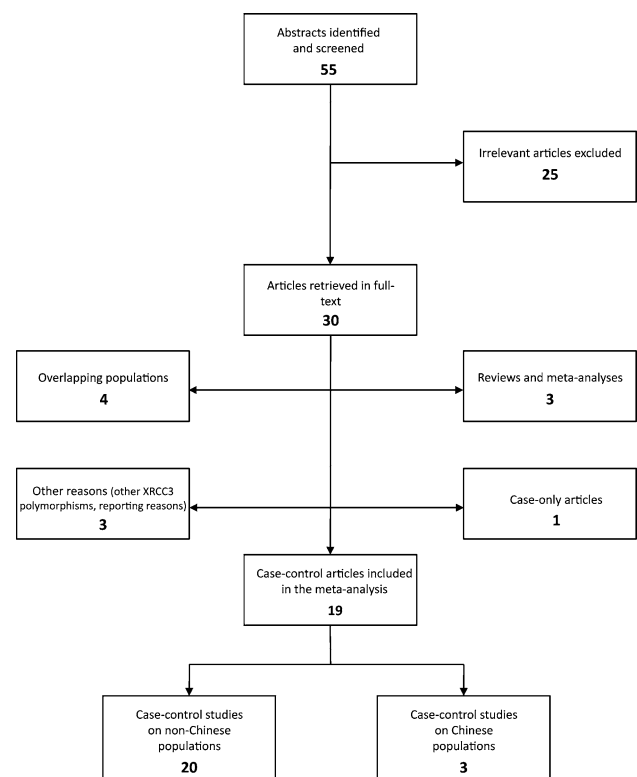 Abstracts identified
and screened
55
Irrelevant articles excluded
25
Articles retrieved in full-
text
30
Overlapping populations
4
Reviews and meta-analyses
3
Other reasons (other XRCC3
polymorphisms, reporting reasons)
3
Case-only articles
1
Case-control articles included
in the meta-analysis
19
Case-control studies
on non-Chinese
populations
20
Case-control studies
on Chinese
populations
3